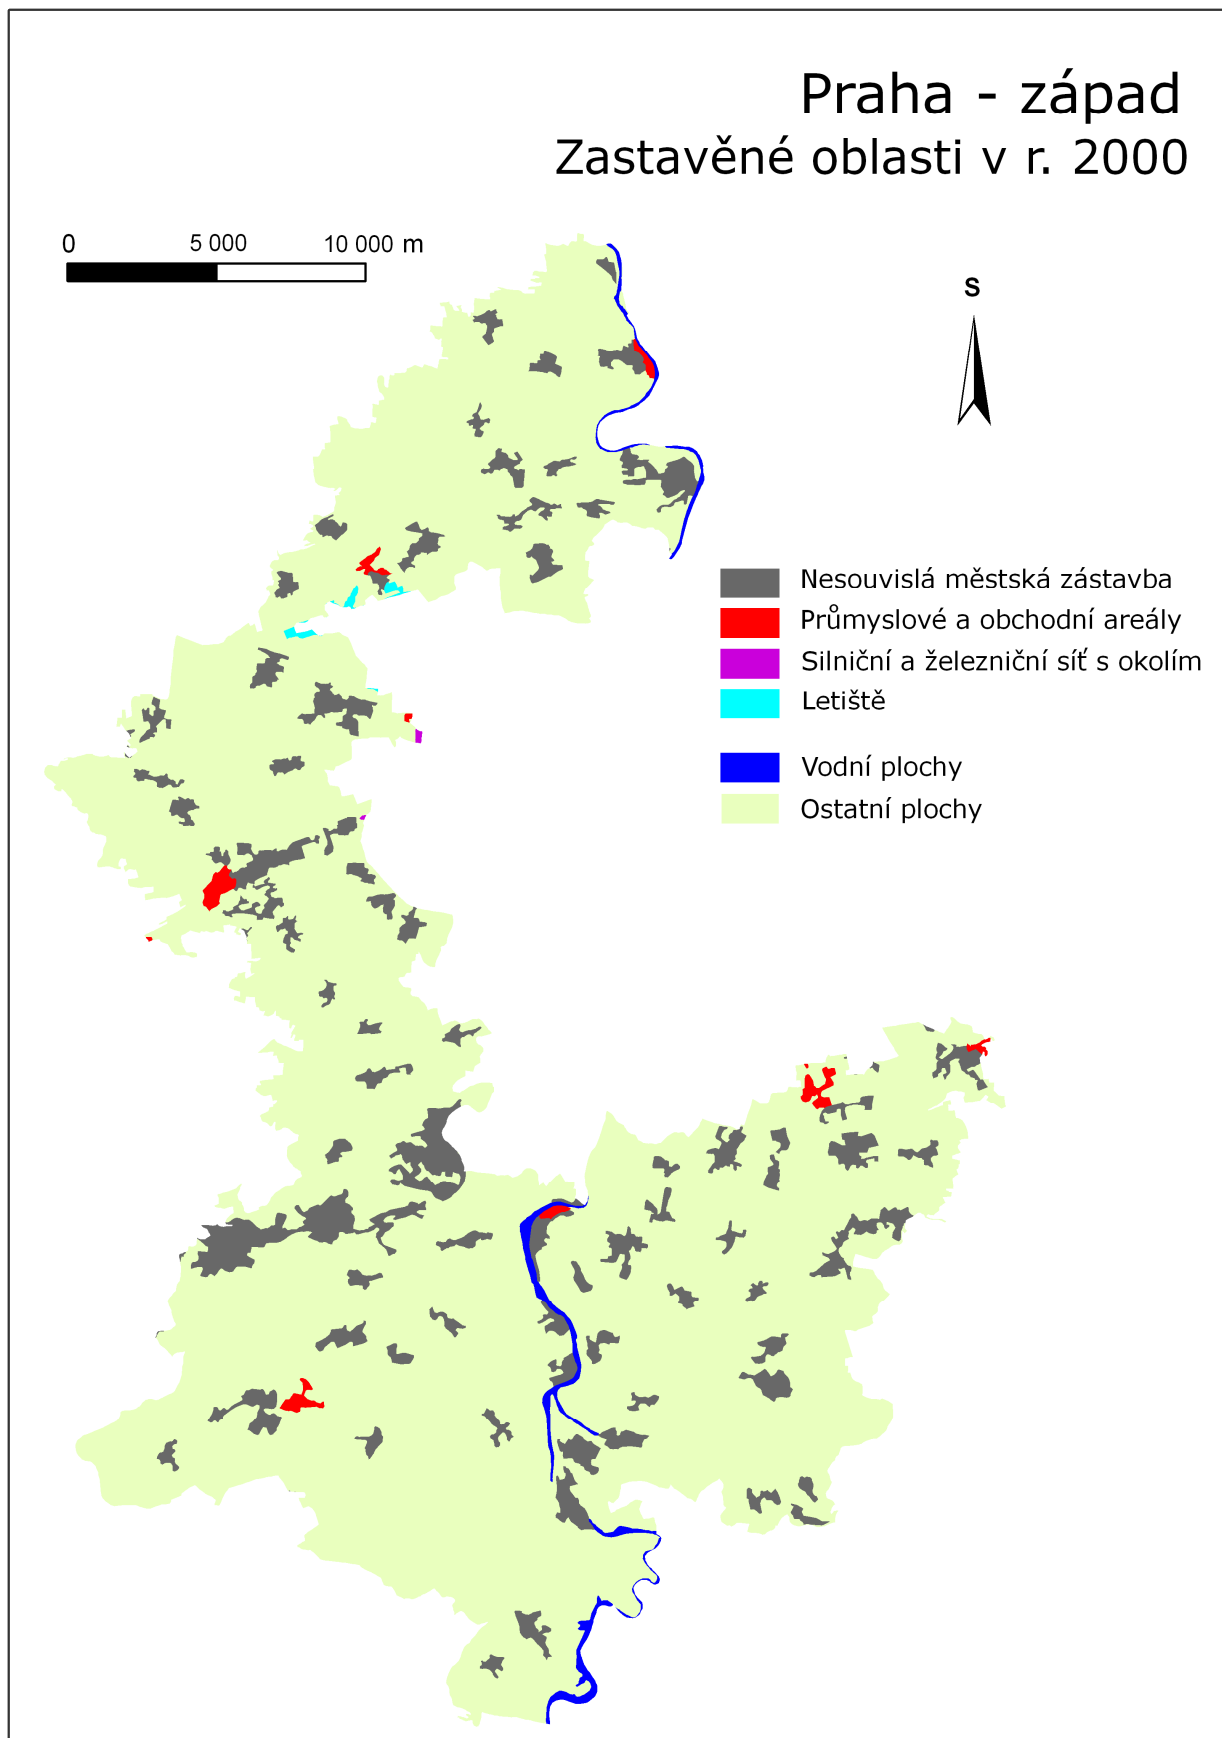 Praha - západ
Zastavěné oblasti v r. 2000
0 5 000 10 000 m
S
Nesouvislá městská zástavba
Průmyslové a obchodní areály
Silniční a železniční síť s okolím
Letiště
Vodní plochy
Ostatní plochy